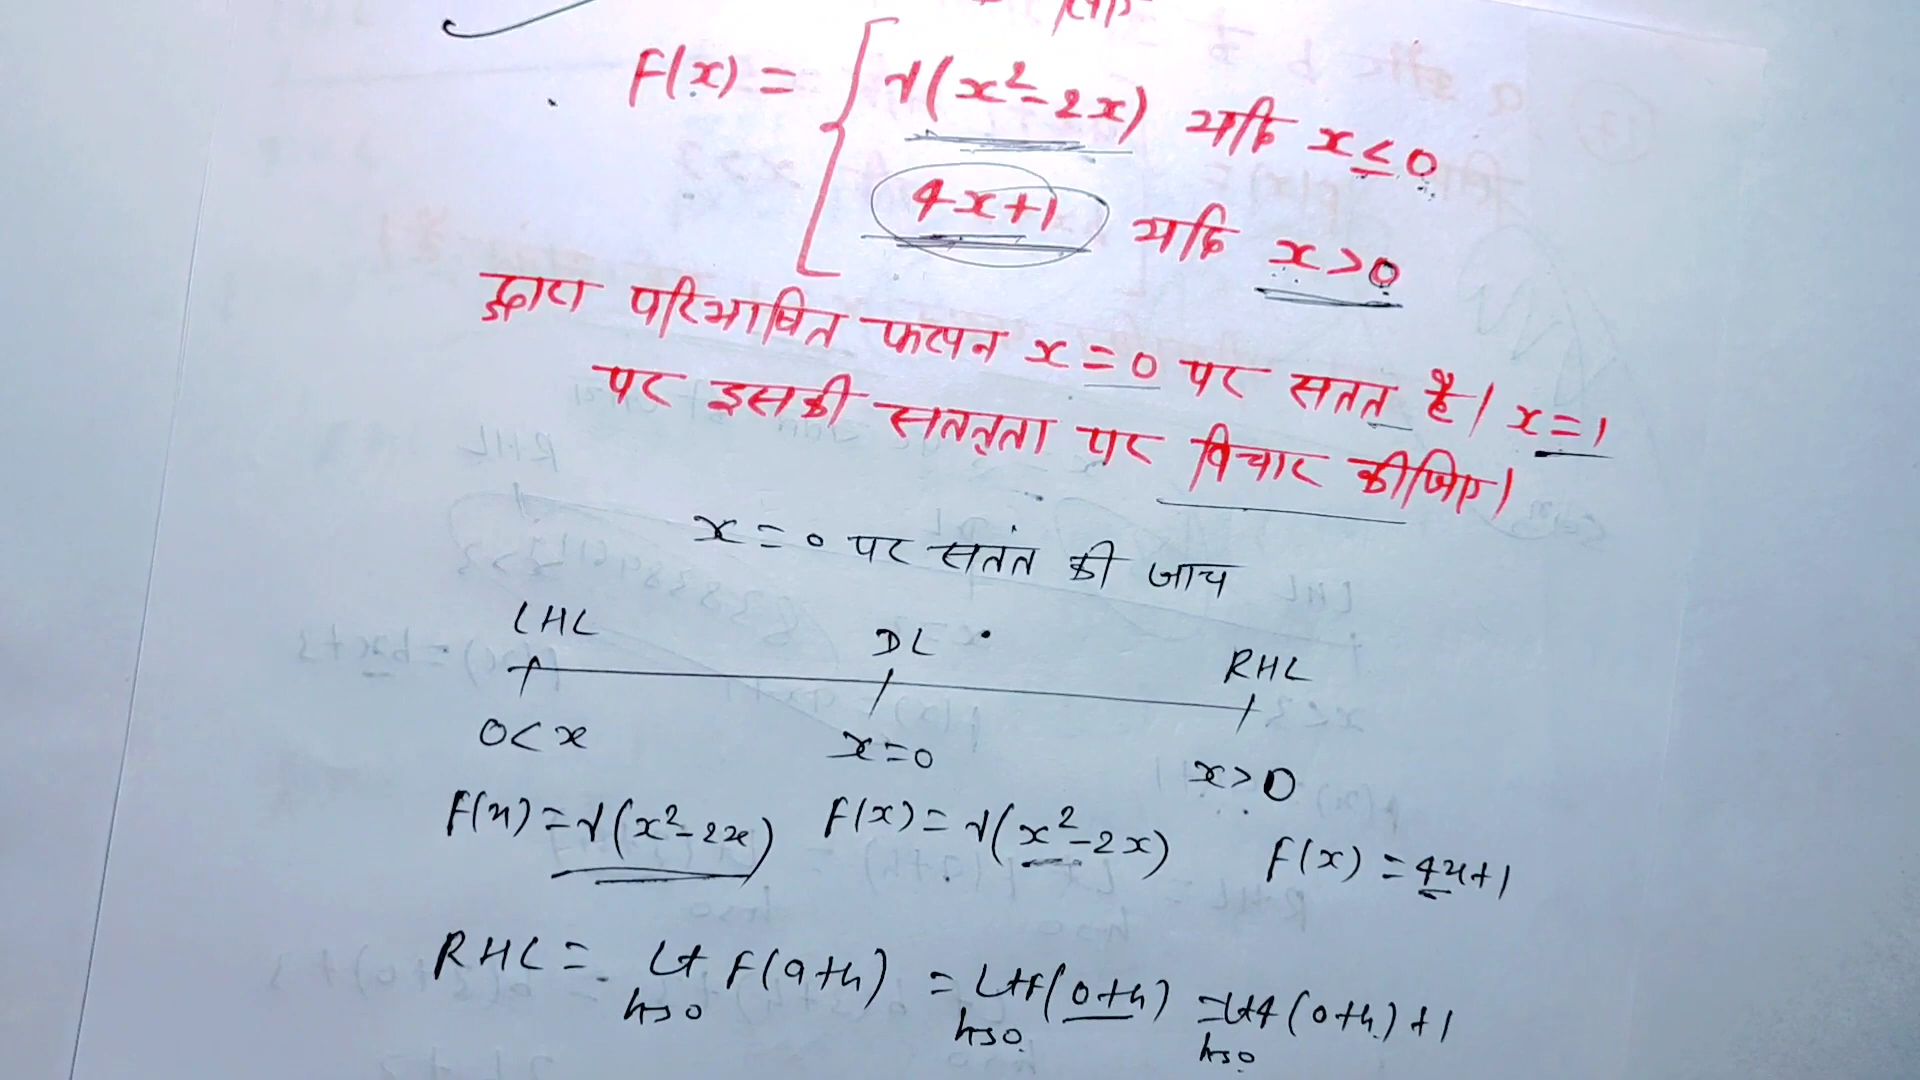 F(x) = { λ(x²-2x) यदि x≤0
4x+1 यदि x>0
द्वारा परिभाषित फलन x=0 पर सतत है। x=1
पर इसकी सततता पर विचार कीजिए।
x=0 पर सतंत की जाच
LHL DL RHL
0<x x=0 x>0
F(x)=λ(x²-2x) F(x)=λ(x²-2x) F(x)=4x+1
RHL = Lt F(a+h) = Lt F(0+h) = Lt 4(0+h)+1
h→0 h→0 h→0